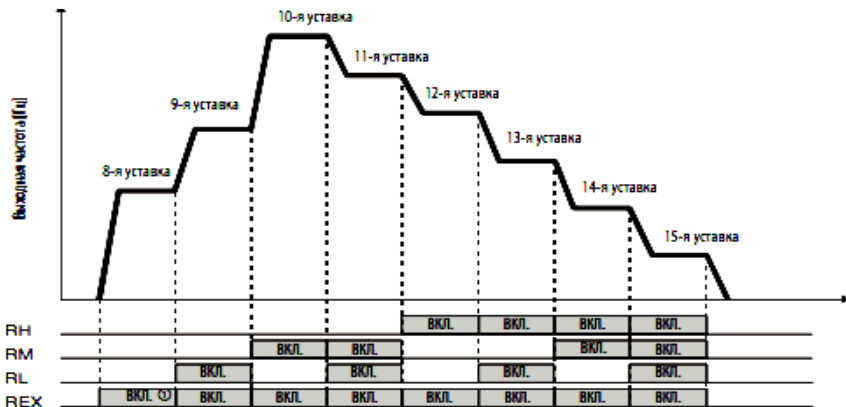 10-я уставка
11-я уставка
9-я уставка
12-я уставка
13-я уставка
8-я уставка
14-я уставка
15-я уставка
Выходная частота [Гц]
RH ВКЛ. ВКЛ. ВКЛ. ВКЛ.
RM ВКЛ. ВКЛ. ВКЛ. ВКЛ.
RL ВКЛ. ВКЛ. ВКЛ. ВКЛ.
REX ВКЛ. ① ВКЛ. ВКЛ. ВКЛ. ВКЛ. ВКЛ. ВКЛ. ВКЛ.